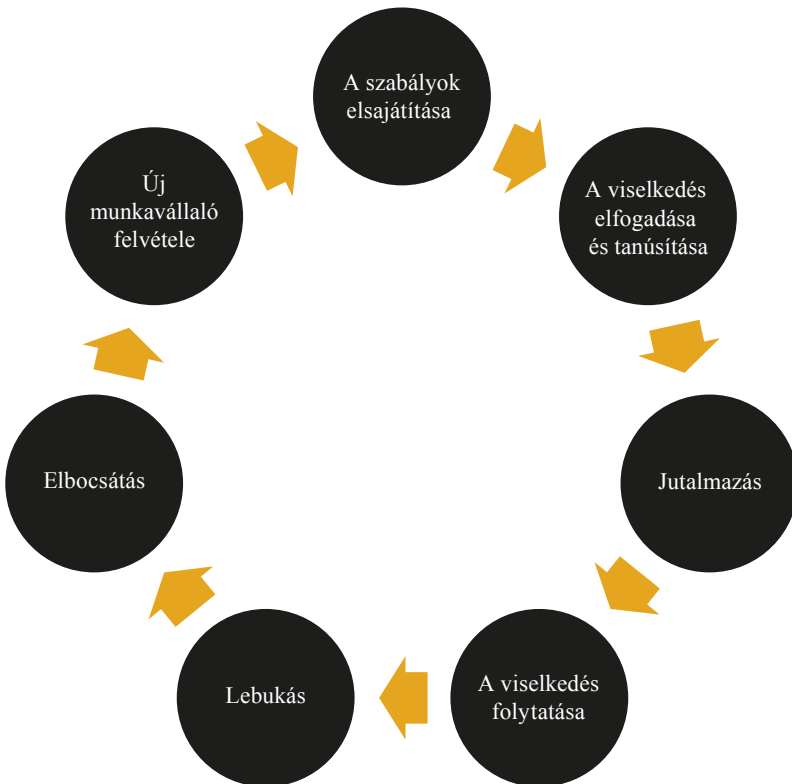 A szabályok
elsajátítása
A viselkedés
elfogadása
és tanúsítása
Jutalmazás
A viselkedés
folytatása
Lebukás
Elbocsátás
Új
munkavállaló
felvétele